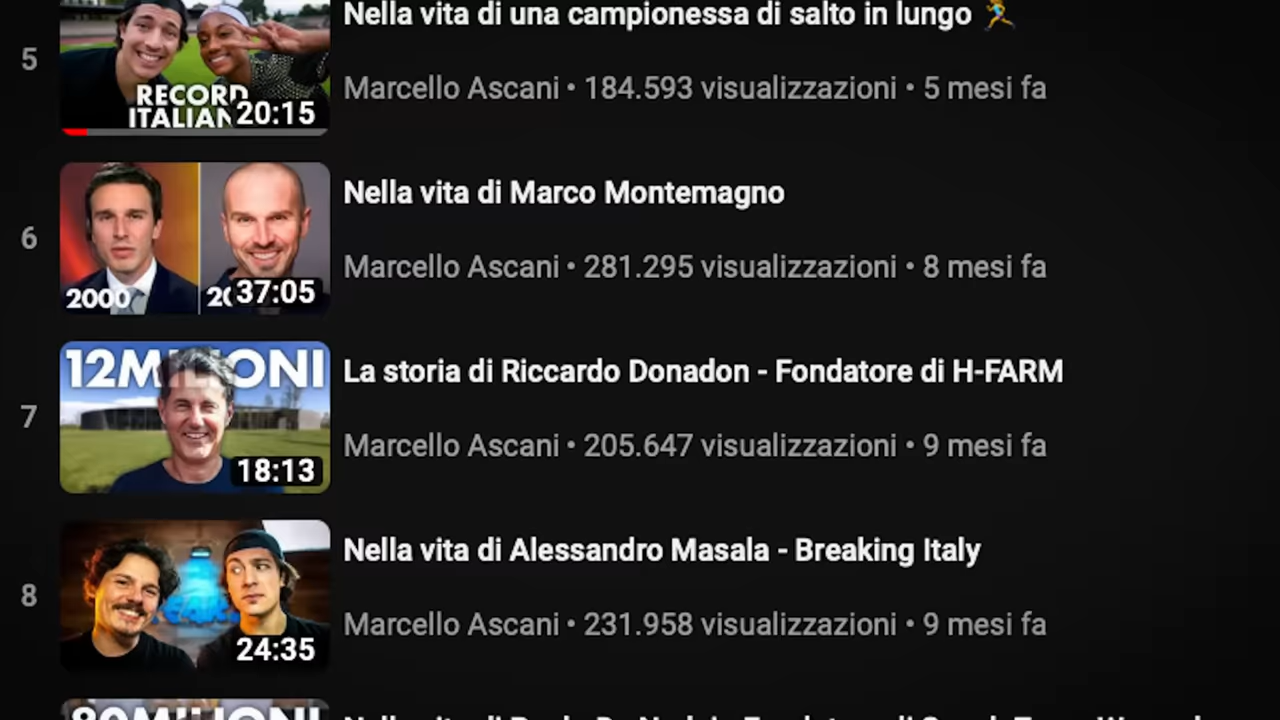 5
RECORD
ITALIAN
20:15
Nella vita di una campionessa di salto in lungo 🏃
Marcello Ascani • 184.593 visualizzazioni • 5 mesi fa
6
2000
37:05
Nella vita di Marco Montemagno
Marcello Ascani • 281.295 visualizzazioni • 8 mesi fa
7
12MILIONI
18:13
La storia di Riccardo Donadon - Fondatore di H-FARM
Marcello Ascani • 205.647 visualizzazioni • 9 mesi fa
8
24:35
Nella vita di Alessandro Masala - Breaking Italy
Marcello Ascani • 231.958 visualizzazioni • 9 mesi fa